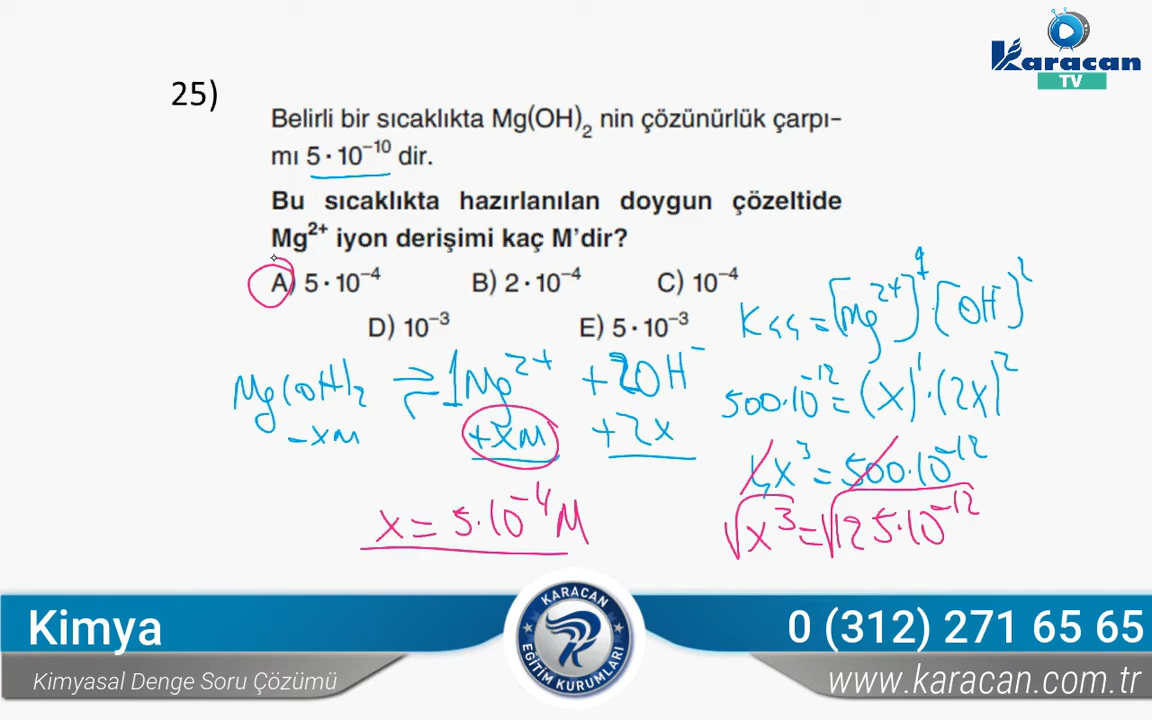 Karacan
TV
25)
Belirli bir sıcaklıkta Mg(OH)₂ nin çözünürlük çarpı-
mı 5·10⁻¹⁰ dir.
Bu sıcaklıkta hazırlanılan doygun çözeltide
Mg²⁺ iyon derişimi kaç M'dir?
A) 5·10⁻⁴ B) 2·10⁻⁴ C) 10⁻⁴
D) 10⁻³ E) 5·10⁻³
Kçç = [Mg²⁺]¹·[OH⁻]²
Mg(OH)₂ ⇌ 1Mg²⁺ + 2OH⁻
-xM +xM +2x
500·10⁻¹² = (x)¹·(2x)²
4x³ = 500·10⁻¹²
√x³ = √125·10⁻¹²
x = 5·10⁻⁴ M
Kimya
Kimyasal Denge Soru Çözümü
KARACAN
EĞİTİM KURUMLARI
0 (312) 271 65 65
www.karacan.com.tr